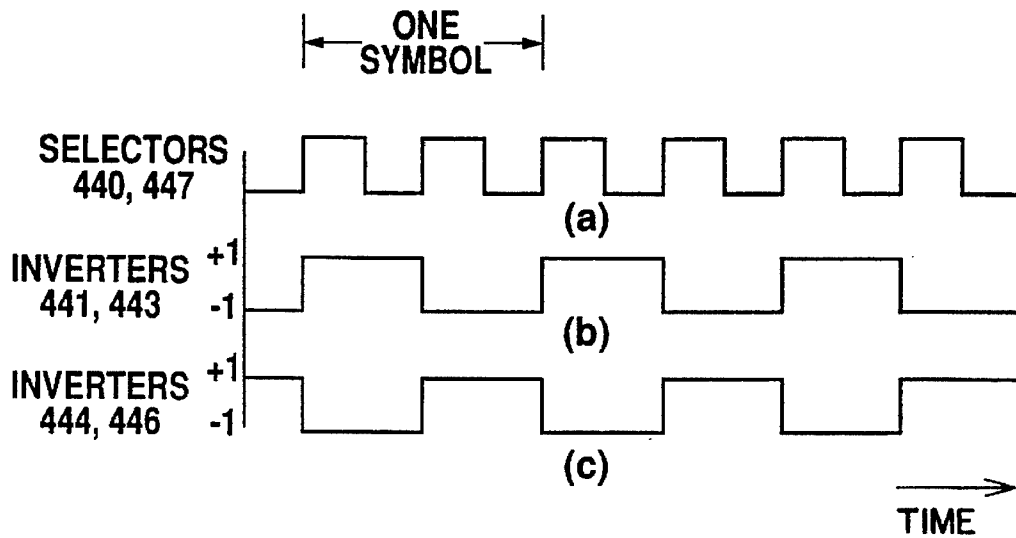 ONE
SYMBOL
SELECTORS
440, 447
(a)
INVERTERS
441, 443
+1
-1
(b)
INVERTERS
444, 446
+1
-1
(c)
TIME